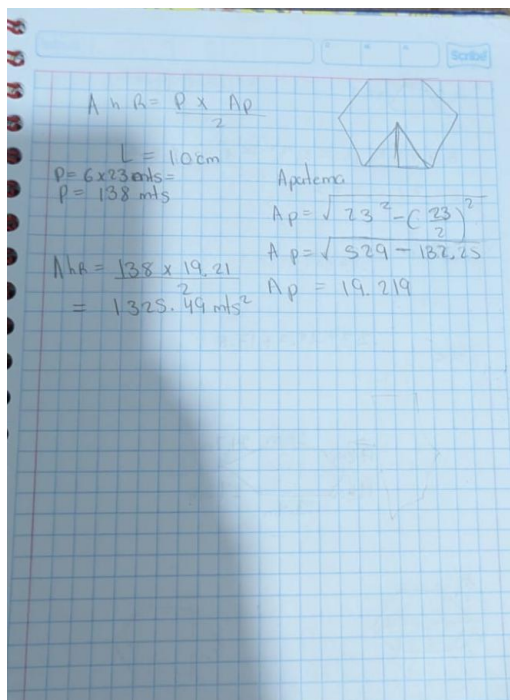 Scribe
A h R = P x Ap / 2
L = 10 cm
P = 6 x 23 mts =
P = 138 mts
Apotema
Ap = √ 23² - ( 23 / 2 )²
Ap = √ 529 - 132.25
Ap = 19.219
A h R = 138 x 19.21 / 2
= 1325.49 mts²